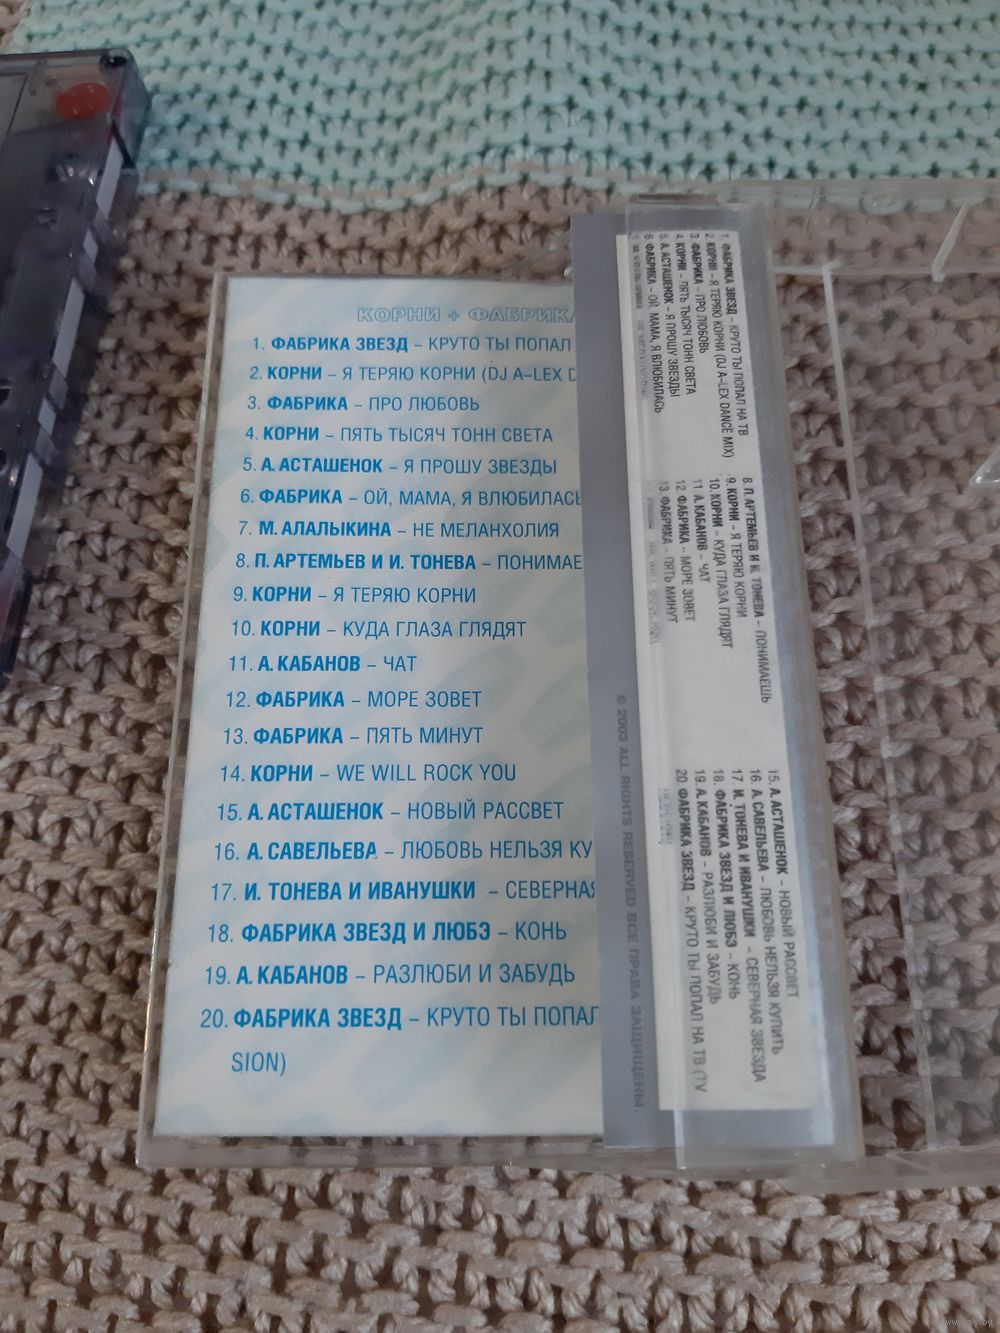 КОРНИ + ФАБРИКА
1. ФАБРИКА ЗВЕЗД – КРУТО ТЫ ПОПАЛ
2. КОРНИ – Я ТЕРЯЮ КОРНИ (DJ A–LEX D
3. ФАБРИКА – ПРО ЛЮБОВЬ
4. КОРНИ – ПЯТЬ ТЫСЯЧ ТОНН СВЕТА
5. А. АСТАШЕНОК – Я ПРОШУ ЗВЕЗДЫ
6. ФАБРИКА – ОЙ, МАМА, Я ВЛЮБИЛАСЬ
7. М. АЛАЛЫКИНА – НЕ МЕЛАНХОЛИЯ
8. П. АРТЕМЬЕВ И И. ТОНЕВА – ПОНИМАЕ
9. КОРНИ – Я ТЕРЯЮ КОРНИ
10. КОРНИ – КУДА ГЛАЗА ГЛЯДЯТ
11. А. КАБАНОВ – ЧАТ
12. ФАБРИКА – МОРЕ ЗОВЕТ
13. ФАБРИКА – ПЯТЬ МИНУТ
14. КОРНИ – WE WILL ROCK YOU
15. А. АСТАШЕНОК – НОВЫЙ РАССВЕТ
16. А. САВЕЛЬЕВА – ЛЮБОВЬ НЕЛЬЗЯ КУ
17. И. ТОНЕВА И ИВАНУШКИ – СЕВЕРНАЯ
18. ФАБРИКА ЗВЕЗД И ЛЮБЭ – КОНЬ
19. А. КАБАНОВ – РАЗЛЮБИ И ЗАБУДЬ
20. ФАБРИКА ЗВЕЗД – КРУТО ТЫ ПОПАЛ
SION)
© 2003 ALL RIGHTS RESERVED ВСЕ ПРАВА ЗАЩИЩЕНЫ.
1. ФАБРИКА ЗВЕЗД – КРУТО ТЫ ПОПАЛ НА ТВ
2. КОРНИ – Я ТЕРЯЮ КОРНИ (DJ A–LEX DANCE MIX)
3. ФАБРИКА – ПРО ЛЮБОВЬ
4. КОРНИ – ПЯТЬ ТЫСЯЧ ТОНН СВЕТА
5. А. АСТАШЕНОК – Я ПРОШУ ЗВЕЗДЫ
6 ФАБРИКА – ОЙ, МАМА, Я ВЛЮБИЛАСЬ
8. П. АРТЕМЬЕВ И И. ТОНЕВА – ПОНИМАЕШЬ
9. КОРНИ – Я ТЕРЯЮ КОРНИ
10. КОРНИ – КУДА ГЛАЗА ГЛЯДЯТ
11 А. КАБАНОВ – ЧАТ
12 ФАБРИКА – МОРЕ ЗОВЕТ
13. ФАБРИКА – ПЯТЬ МИНУТ
15. А. АСТАШЕНОК – НОВЫЙ РАССВЕТ
16. А. САВЕЛЬЕВА – ЛЮБОВЬ НЕЛЬЗЯ КУПИТЬ
17. И. ТОНЕВА И ИВАНУШКИ – СЕВЕРНАЯ ЗВЕЗДА
18. ФАБРИКА ЗВЕЗД И ЛЮБЭ – КОНЬ
19. А. КАБАНОВ – РАЗЛЮБИ И ЗАБУДЬ
20 ФАБРИКА ЗВЕЗД – КРУТО ТЫ ПОПАЛ НА ТВ (TV